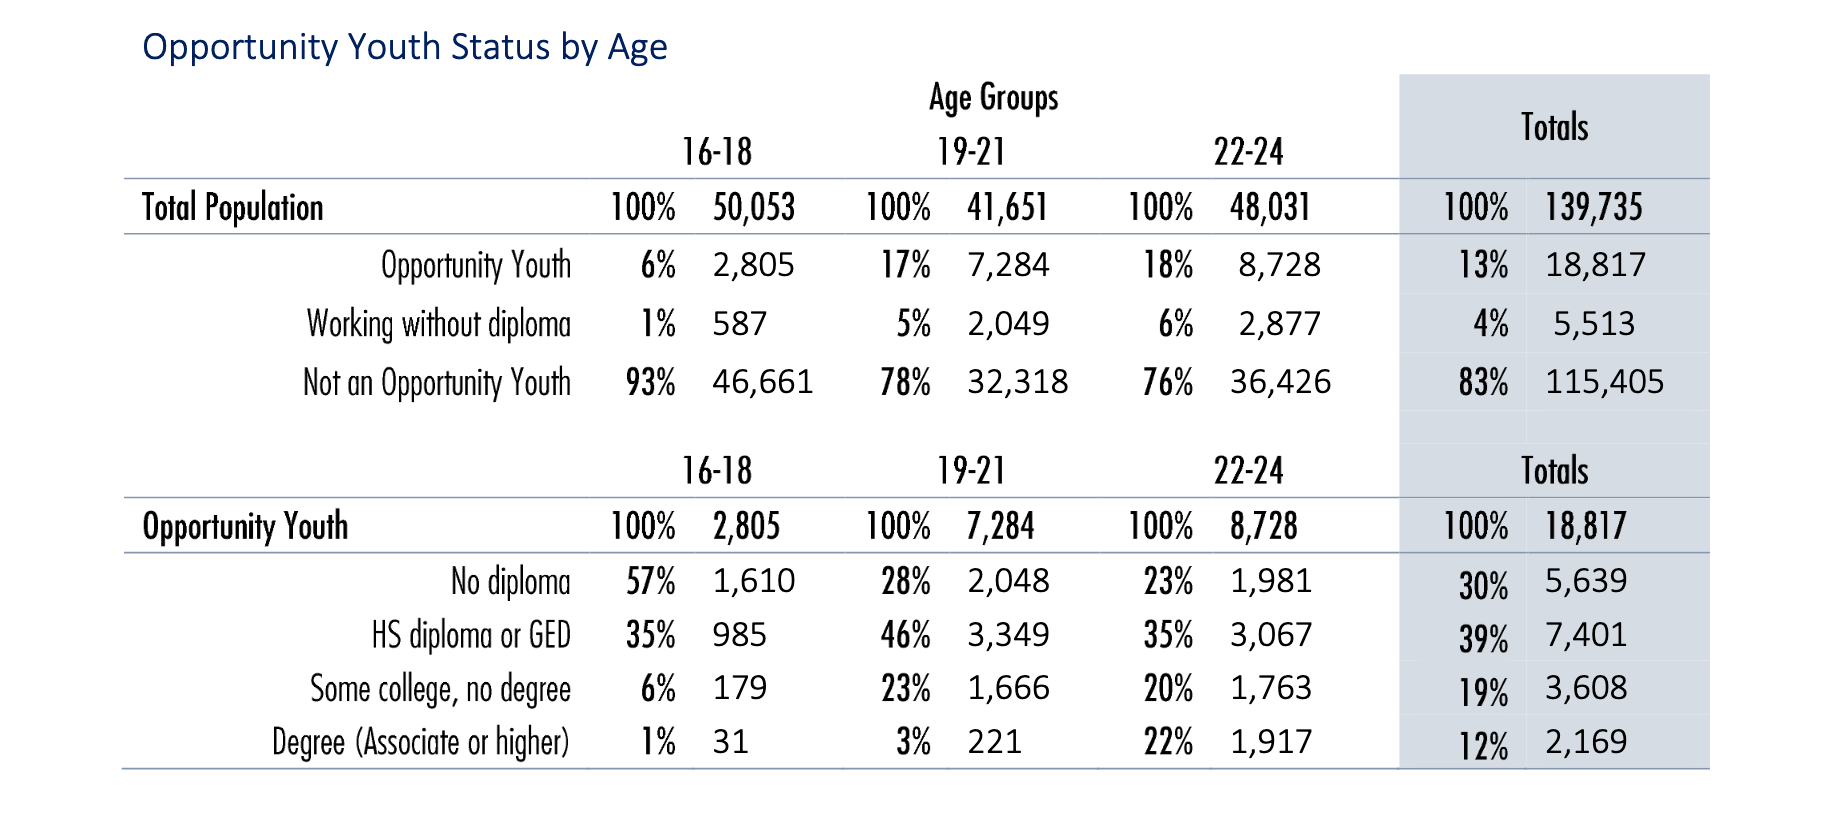 Opportunity Youth Status by Age
Age Groups
Totals
16-18 19-21 22-24
Total Population 100% 50,053 100% 41,651 100% 48,031 100% 139,735
Opportunity Youth 6% 2,805 17% 7,284 18% 8,728 13% 18,817
Working without diploma 1% 587 5% 2,049 6% 2,877 4% 5,513
Not an Opportunity Youth 93% 46,661 78% 32,318 76% 36,426 83% 115,405
16-18 19-21 22-24 Totals
Opportunity Youth 100% 2,805 100% 7,284 100% 8,728 100% 18,817
No diploma 57% 1,610 28% 2,048 23% 1,981 30% 5,639
HS diploma or GED 35% 985 46% 3,349 35% 3,067 39% 7,401
Some college, no degree 6% 179 23% 1,666 20% 1,763 19% 3,608
Degree (Associate or higher) 1% 31 3% 221 22% 1,917 12% 2,169